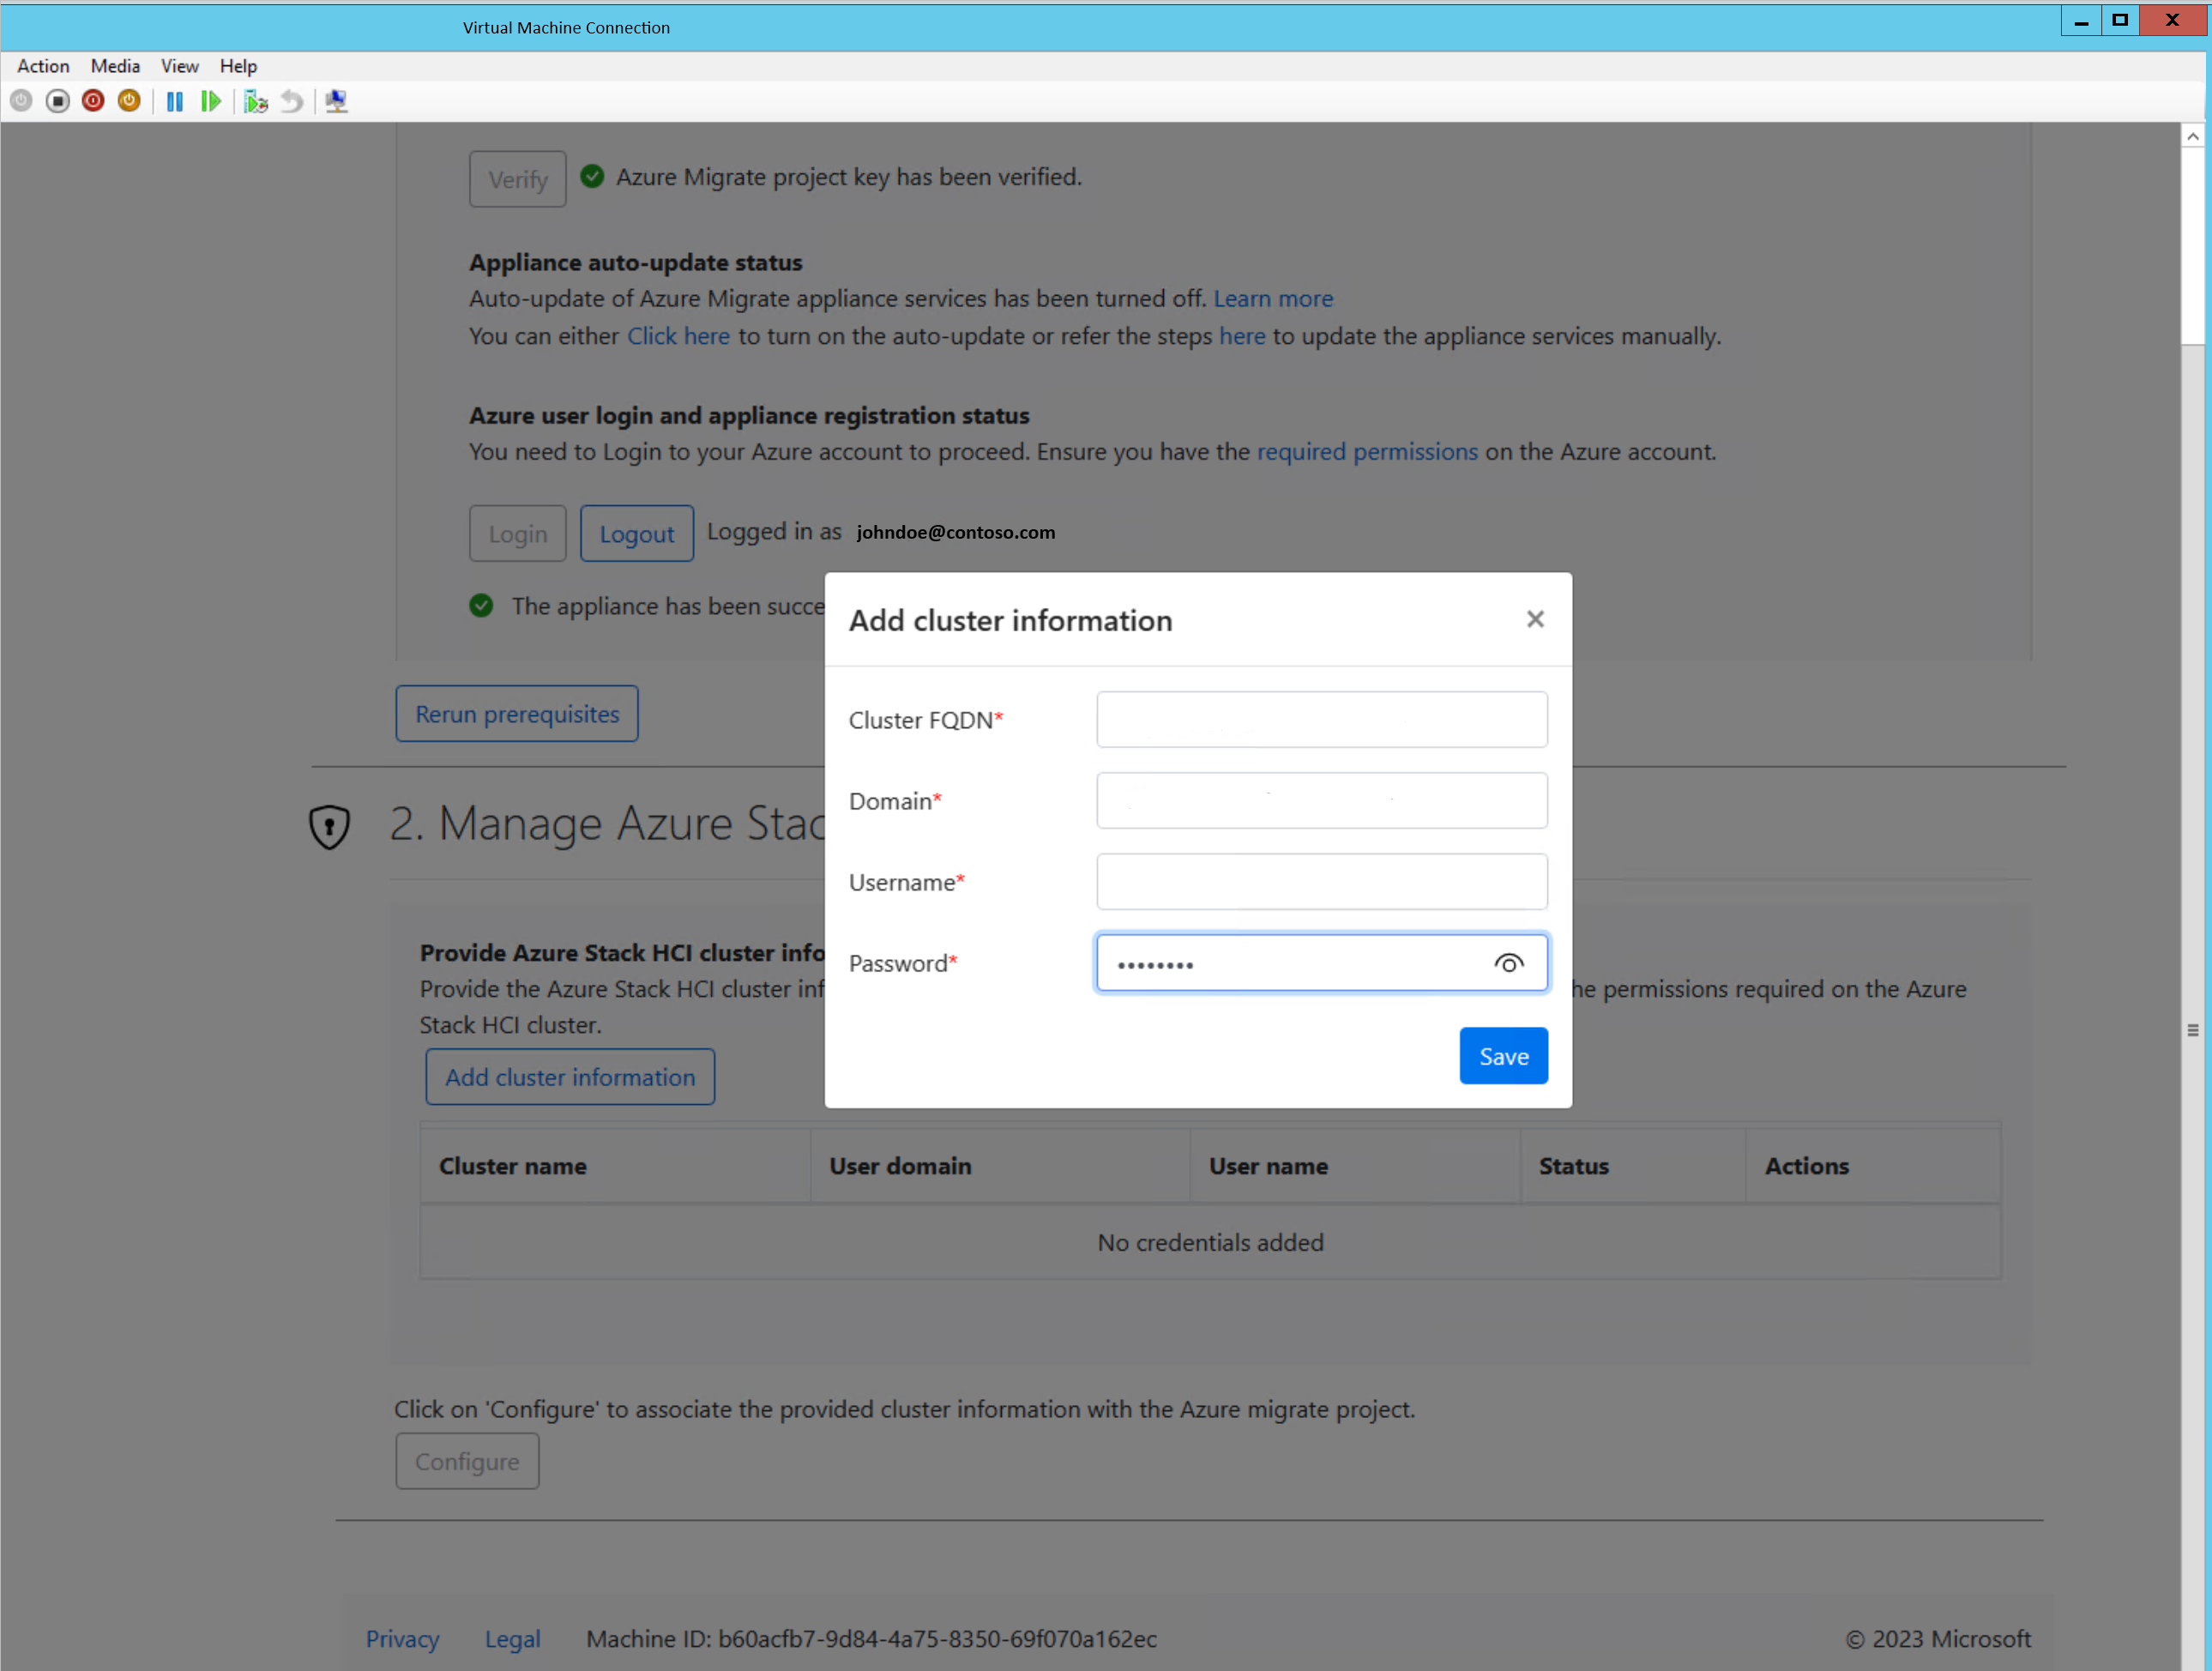 Virtual Machine Connection
Action Media View Help
Verify Azure Migrate project key has been verified.
Appliance auto-update status
Auto-update of Azure Migrate appliance services has been turned off. Learn more
You can either Click here to turn on the auto-update or refer the steps here to update the appliance services manually.
Azure user login and appliance registration status
You need to Login to your Azure account to proceed. Ensure you have the required permissions on the Azure account.
Login Logout Logged in as johndoe@contoso.com
The appliance has been succe
Rerun prerequisites
Add cluster information
Cluster FQDN*
Domain*
Username*
Password*
Save
2. Manage Azure Stac
Provide Azure Stack HCI cluster info
Provide the Azure Stack HCI cluster inf he permissions required on the Azure
Stack HCI cluster.
Add cluster information
Cluster name User domain User name Status Actions
No credentials added
Click on 'Configure' to associate the provided cluster information with the Azure migrate project.
Configure
Privacy Legal Machine ID: b60acfb7-9d84-4a75-8350-69f070a162ec © 2023 Microsoft